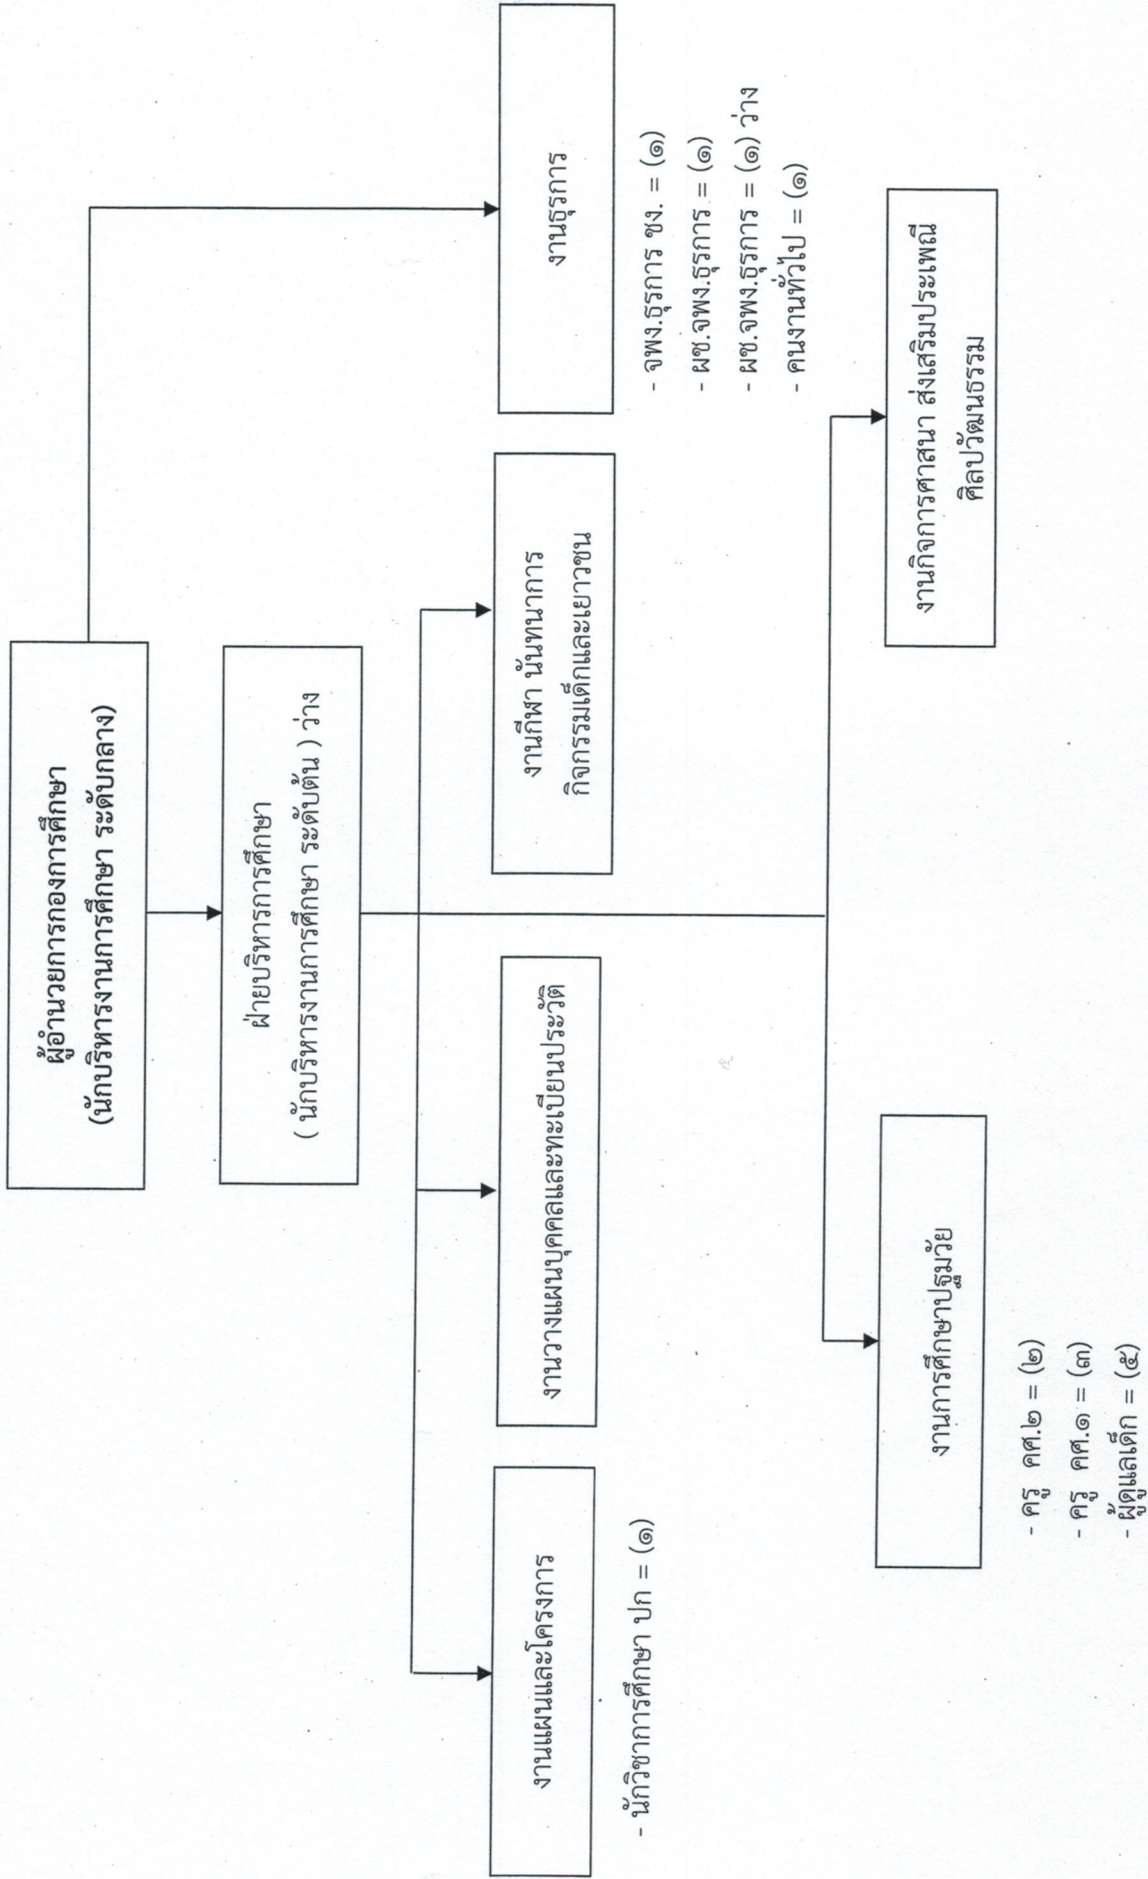 ผู้อำนวยการกองการศึกษา
(นักบริหารงานการศึกษา ระดับกลาง)
ฝ่ายบริหารการศึกษา
( นักบริหารงานการศึกษา ระดับต้น ) ว่าง
งานแผนและโครงการ
- นักวิชาการศึกษา ปก = (๑)
งานวางแผนบุคคลและทะเบียนประวัติ
งานกีฬา นันทนาการ
กิจกรรมเด็กและเยาวชน
งานธุรการ
- จพง.ธุรการ ชง. = (๑)
- ผช.จพง.ธุรการ = (๑)
- ผช.จพง.ธุรการ = (๑) ว่าง
- คนงานทั่วไป = (๑)
งานการศึกษาปฐมวัย
- ครู คศ.๒ = (๒)
- ครู คศ.๑ = (๓)
- ผู้ดูแลเด็ก = (๕)
งานกิจการศาสนา ส่งเสริมประเพณี
ศิลปวัฒนธรรม